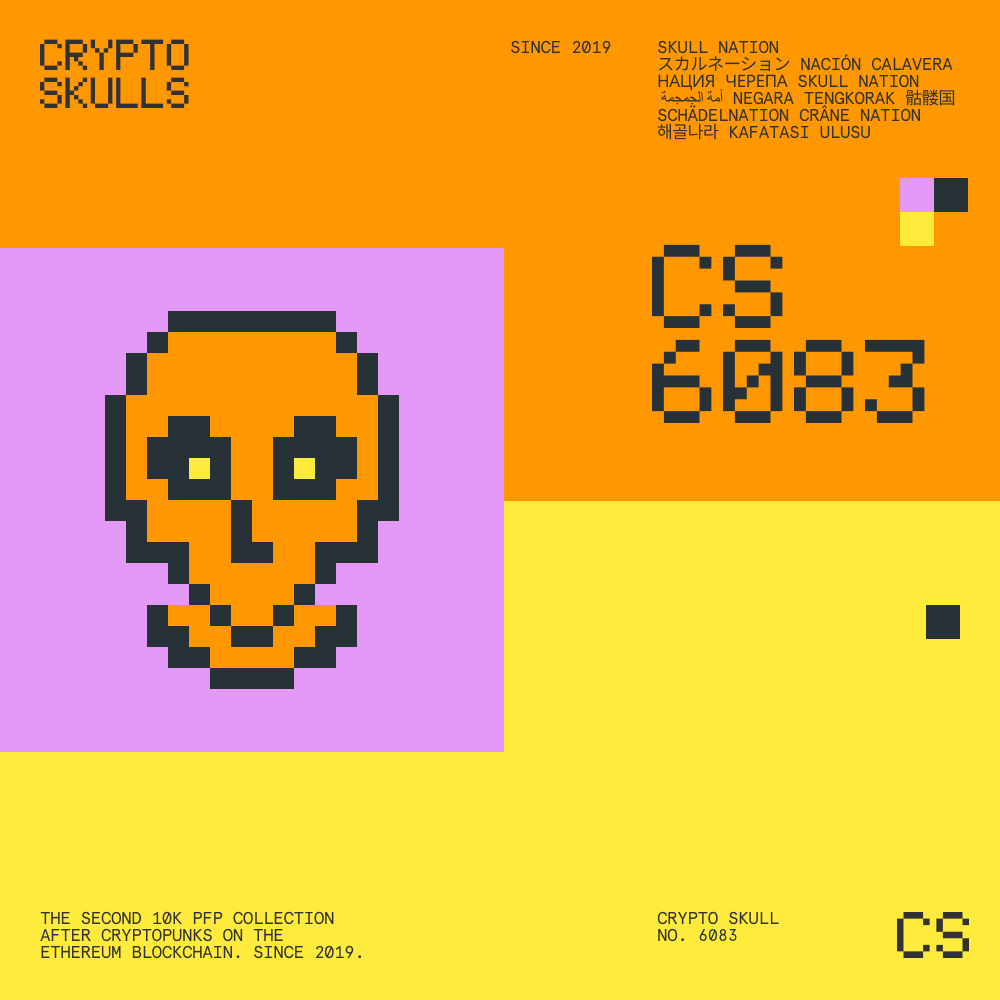 CRYPTO
SKULLS
SINCE 2019
SKULL NATION
スカルネーション NACIÓN CALAVERA
НАЦИЯ ЧЕРЕПА SKULL NATION
أمة الجمجمة NEGARA TENGKORAK 骷髅国
SCHÄDELNATION CRÂNE NATION
해골나라 KAFATASI ULUSU
CS
6083
THE SECOND 10K PFP COLLECTION
AFTER CRYPTOPUNKS ON THE
ETHEREUM BLOCKCHAIN. SINCE 2019.
CRYPTO SKULL
NO. 6083
CS